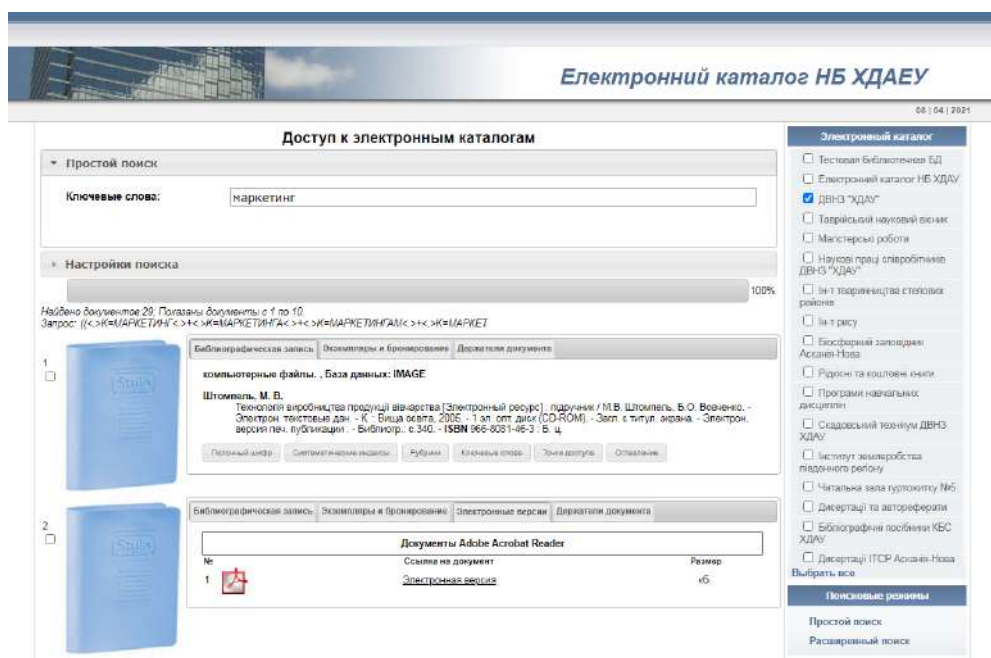 Електронний каталог НБ ХДАЕУ
08 | 04 | 2021
Доступ к электронным каталогам
Простой поиск
Ключевые слова:
маркетинг
Настройки поиска
100%
Найдено документов 29; Показаны документы с 1 по 10.
Запрос: ((<.>K=МАРКЕТИНГ<.>+<.>K=МАРКЕТИНГА<.>+<.>K=МАРКЕТИНГАМ<.>+<.>K=МАРКЕТ
1
Stula
Библиографическая запись
Экземпляры и бронирование
Держатели документа
компьютерные файлы. , База данных: IMAGE
Штомпель, М. В.
Технологія виробництва продукції вівчарства [Электронный ресурс] : підручник / М.В. Штомпель, Б.О. Вовченко. -
Электрон. текстовые дан. - К. : Вища освіта, 2005. - 1 эл. опт. диск (CD-ROM). - Загл. с титул. экрана. - Электрон.
версия печ. публикации . - Библиогр.: с.340. - ISBN 966-8081-46-3 : Б. ц.
Полочный шифр
Систематические индексы
Рубрики
Ключевые слова
Точки доступа
Оглавление
2
Stula
Библиографическая запись
Экземпляры и бронирование
Электронные версии
Держатели документа
Документы Adobe Acrobat Reader
№
Ссылка на документ
Размер
1
Электронная версия
кб
Электронный каталог
Тестовая библиотечная БД
Електронний каталог НБ ХДАУ
ДВНЗ "ХДАУ"
Таврійський науковий вісник
Магістерські роботи
Наукові праці співробітників
ДВНЗ "ХДАУ"
Ін-т тваринництва степових
районів
Ін-т рису
Біосферний заповідник
Асканія-Нова
Рідкісні та коштовні книги
Програми навчальних
дисциплін
Скадовський технікум ДВНЗ
ХДАУ
Інститут землеробства
південного регіону
Читальна зала гуртожитку №5
Дисертації та автореферати
Бібліографічні посібники КБС
ХДАУ
Дисертації ІТСР Асканія-Нова
Выбрать все
Поисковые режимы
Простой поиск
Расширенный поиск